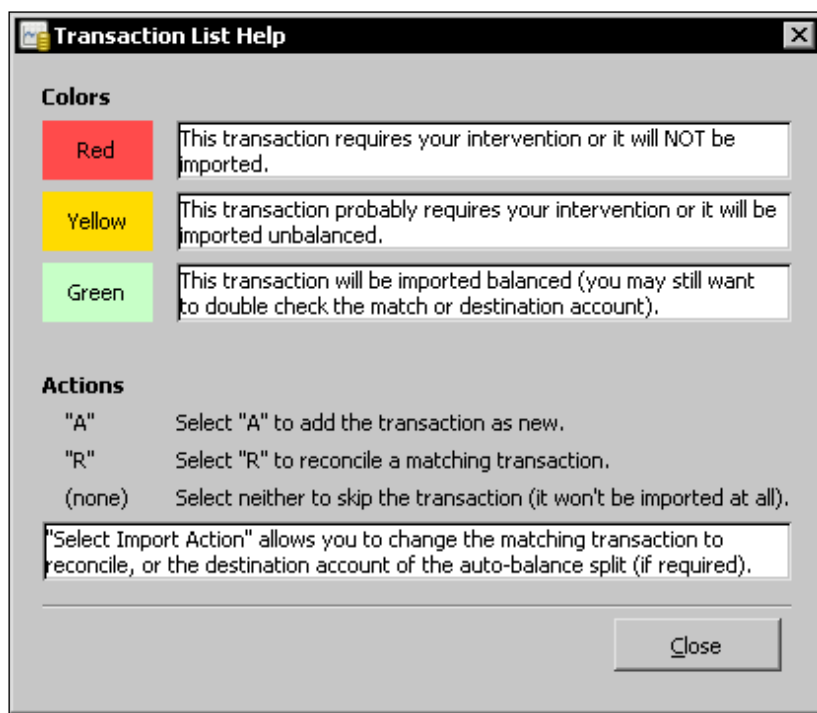 Transaction List Help
Colors
Red
This transaction requires your intervention or it will NOT be
imported.
Yellow
This transaction probably requires your intervention or it will be
imported unbalanced.
Green
This transaction will be imported balanced (you may still want
to double check the match or destination account).
Actions
"A" Select "A" to add the transaction as new.
"R" Select "R" to reconcile a matching transaction.
(none) Select neither to skip the transaction (it won't be imported at all).
"Select Import Action" allows you to change the matching transaction to
reconcile, or the destination account of the auto-balance split (if required).
Close